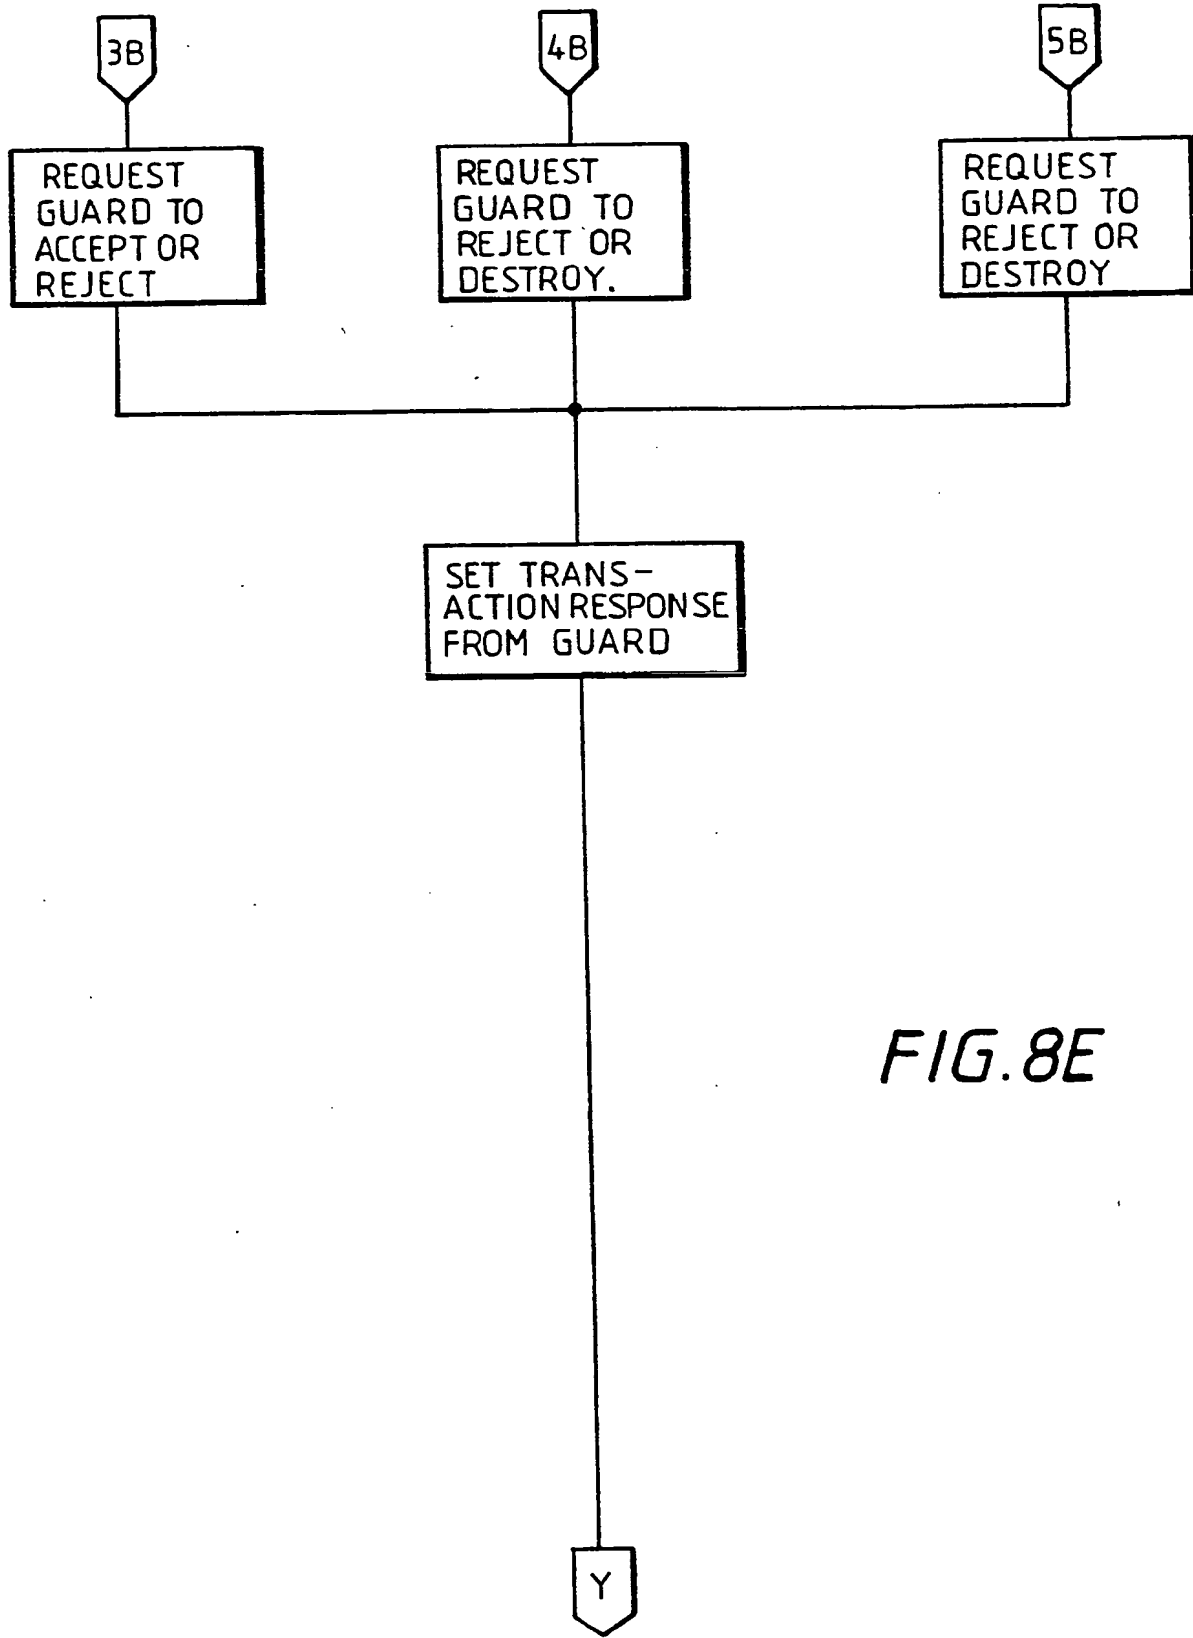 3B
4B
5B
REQUEST
GUARD TO
ACCEPT OR
REJECT
REQUEST
GUARD TO
REJECT OR
DESTROY.
REQUEST
GUARD TO
REJECT OR
DESTROY
SET TRANS-
ACTION RESPONSE
FROM GUARD
FIG. 8E
Y